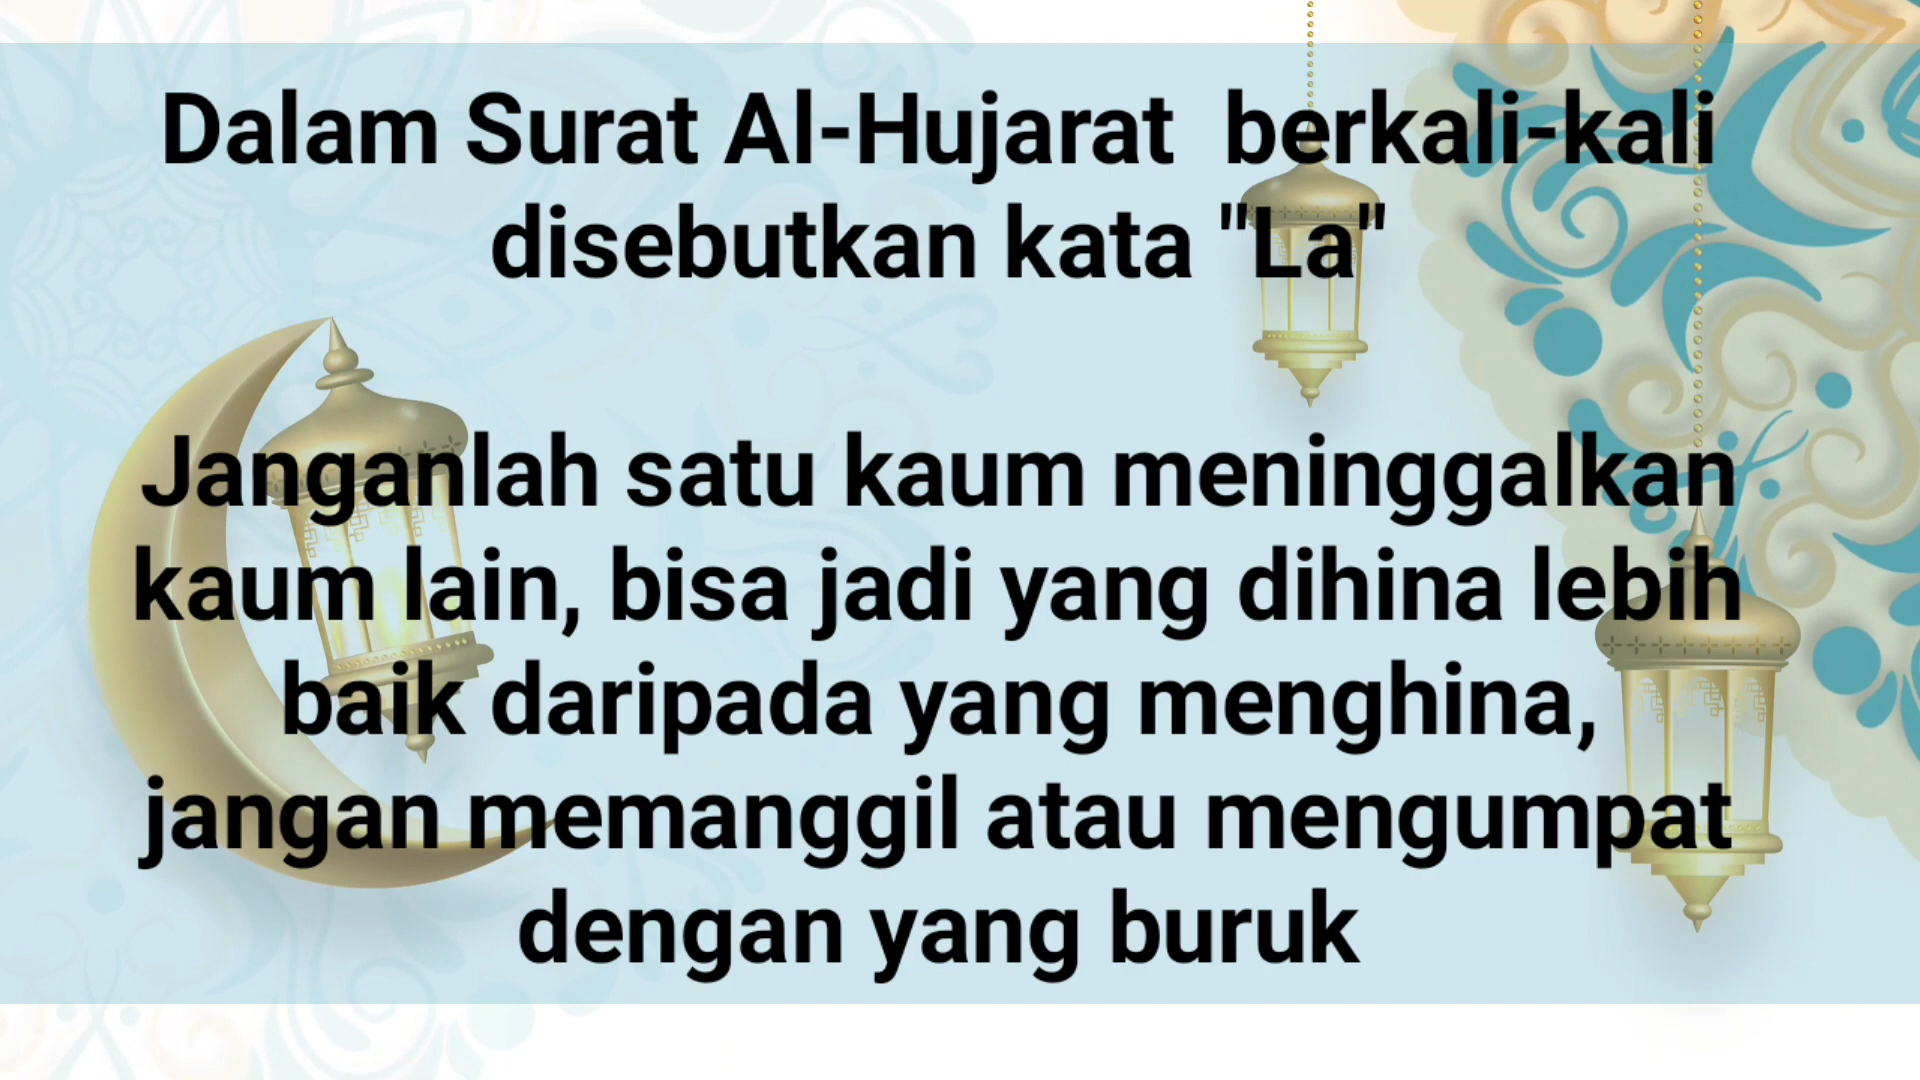 Dalam Surat Al-Hujarat  berkali-kali
disebutkan kata "La"
Janganlah satu kaum meninggalkan
kaum lain, bisa jadi yang dihina lebih
baik daripada yang menghina,
jangan memanggil atau mengumpat
dengan yang buruk